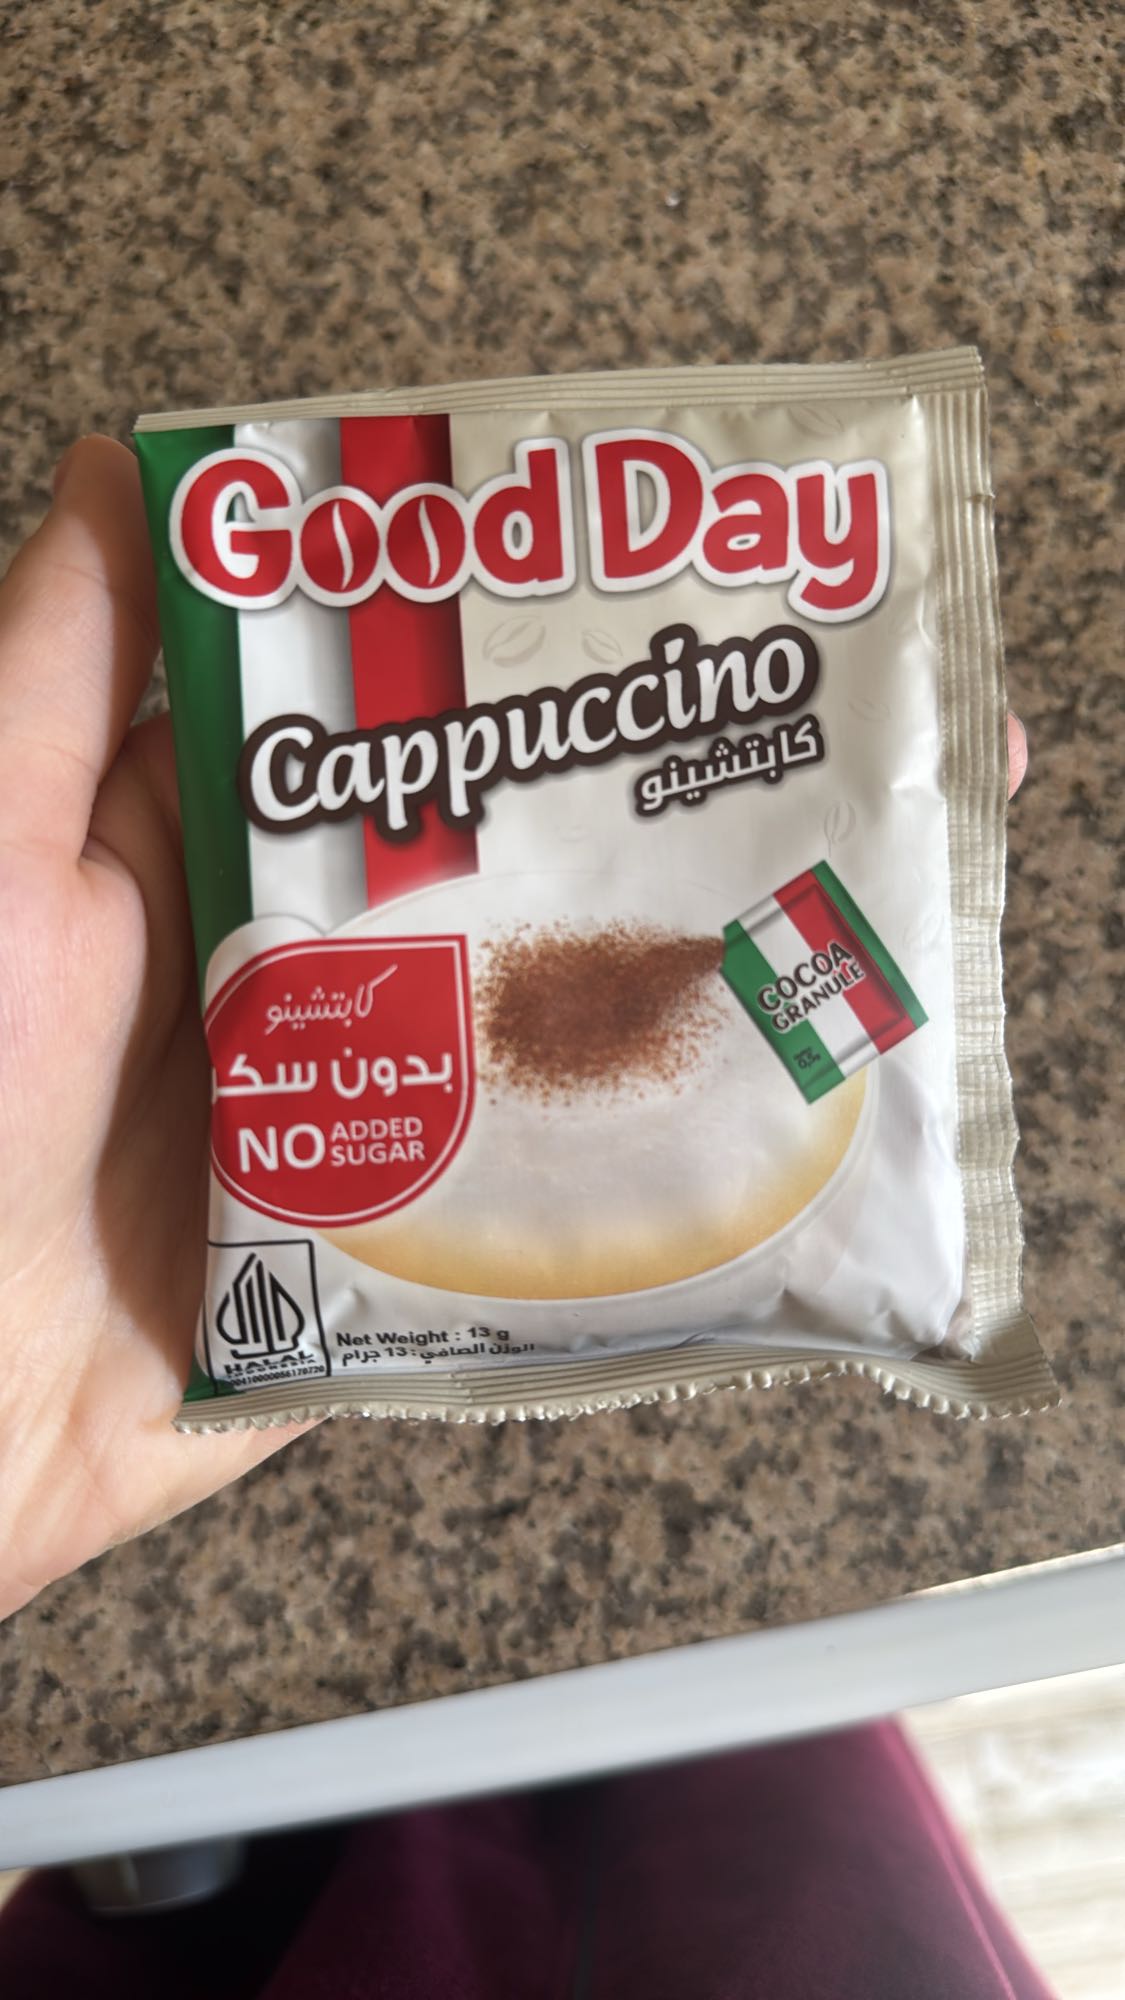 Good Day
Cappuccino
كابتشينو
COCOA
GRANULE
كابتشينو
بدون سكر
NO ADDED
SUGAR
HALAL
INDONESIA
Net Weight : 13 g
الوزن الصافي : 13 جرام